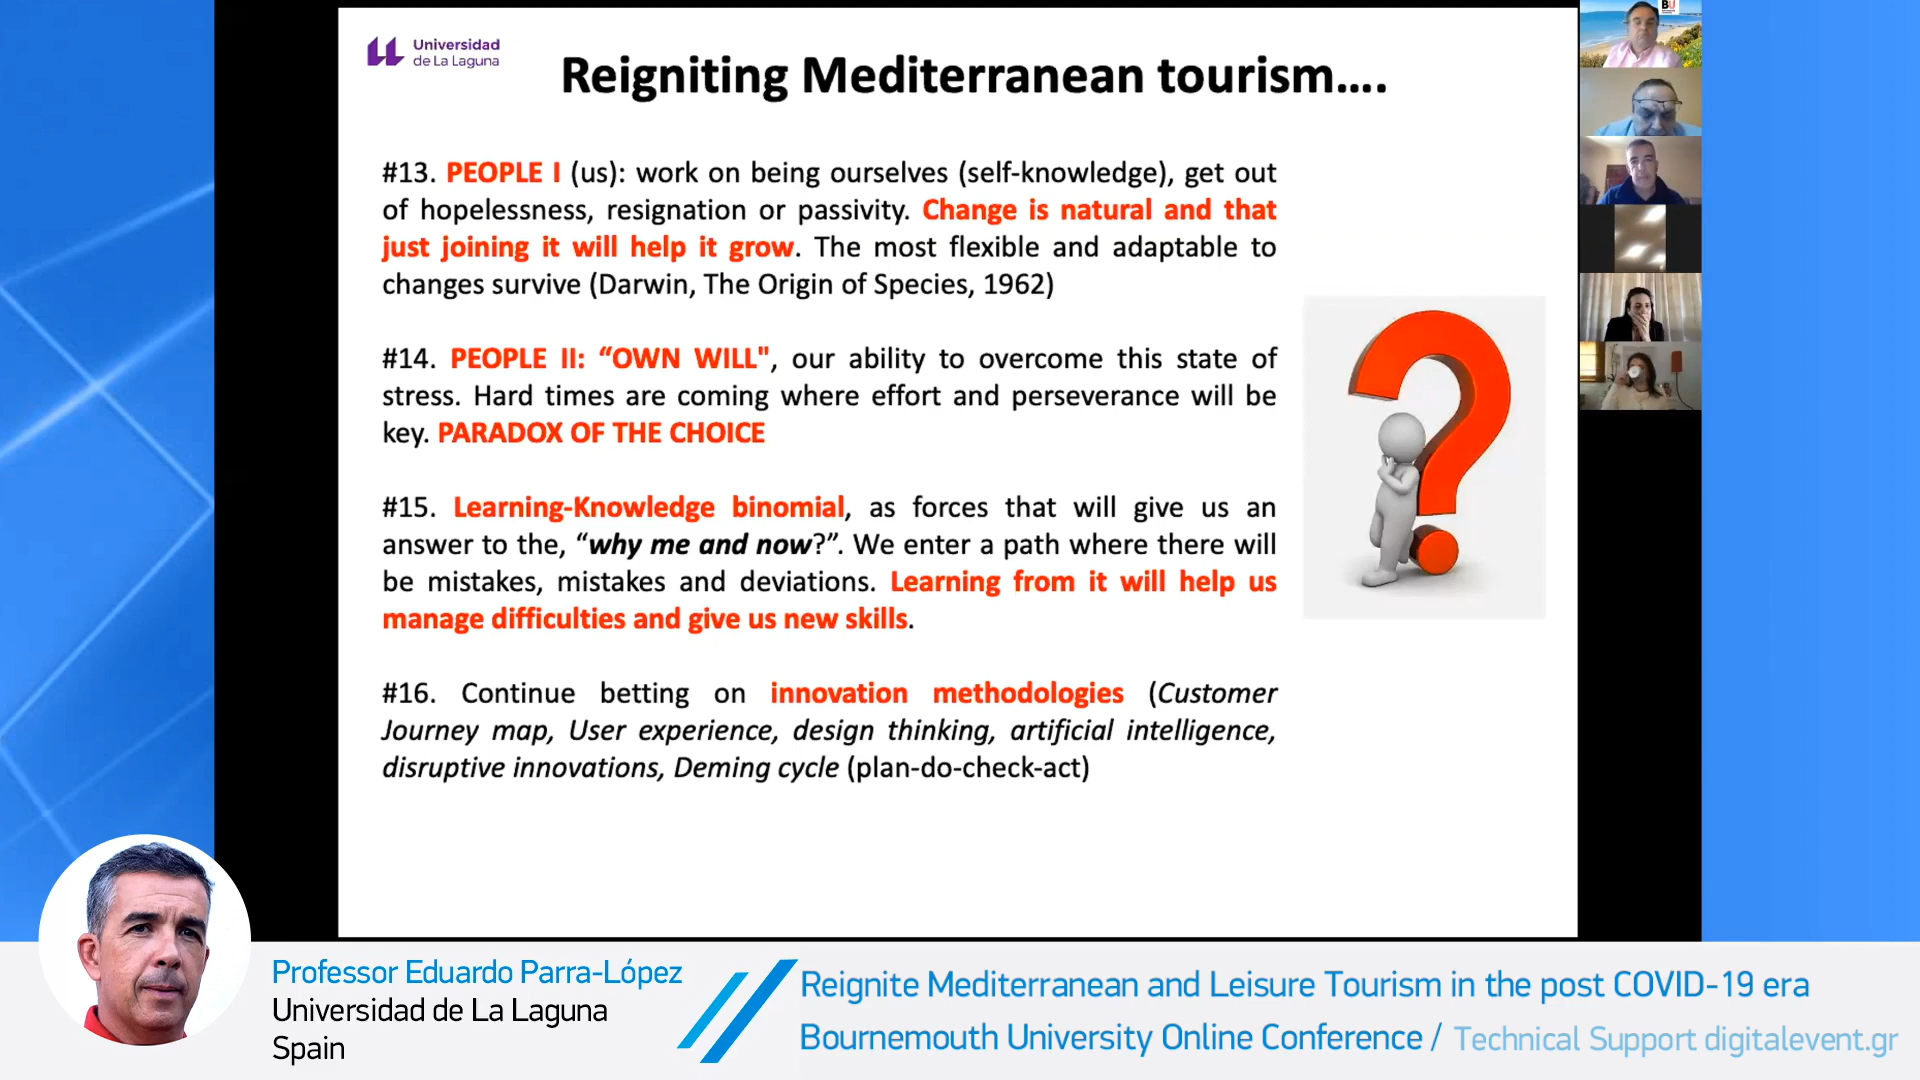 Universidad
de La Laguna
Reigniting Mediterranean tourism....
#13. PEOPLE I (us): work on being ourselves (self-knowledge), get out
of hopelessness, resignation or passivity. Change is natural and that
just joining it will help it grow. The most flexible and adaptable to
changes survive (Darwin, The Origin of Species, 1962)
#14. PEOPLE II: “OWN WILL", our ability to overcome this state of
stress. Hard times are coming where effort and perseverance will be
key. PARADOX OF THE CHOICE
#15. Learning-Knowledge binomial, as forces that will give us an
answer to the, “why me and now?”. We enter a path where there will
be mistakes, mistakes and deviations. Learning from it will help us
manage difficulties and give us new skills.
#16. Continue betting on innovation methodologies (Customer
Journey map, User experience, design thinking, artificial intelligence,
disruptive innovations, Deming cycle (plan-do-check-act)
BU
Professor Eduardo Parra-López
Universidad de La Laguna
Spain
Reignite Mediterranean and Leisure Tourism in the post COVID-19 era
Bournemouth University Online Conference / Technical Support digitalevent.gr